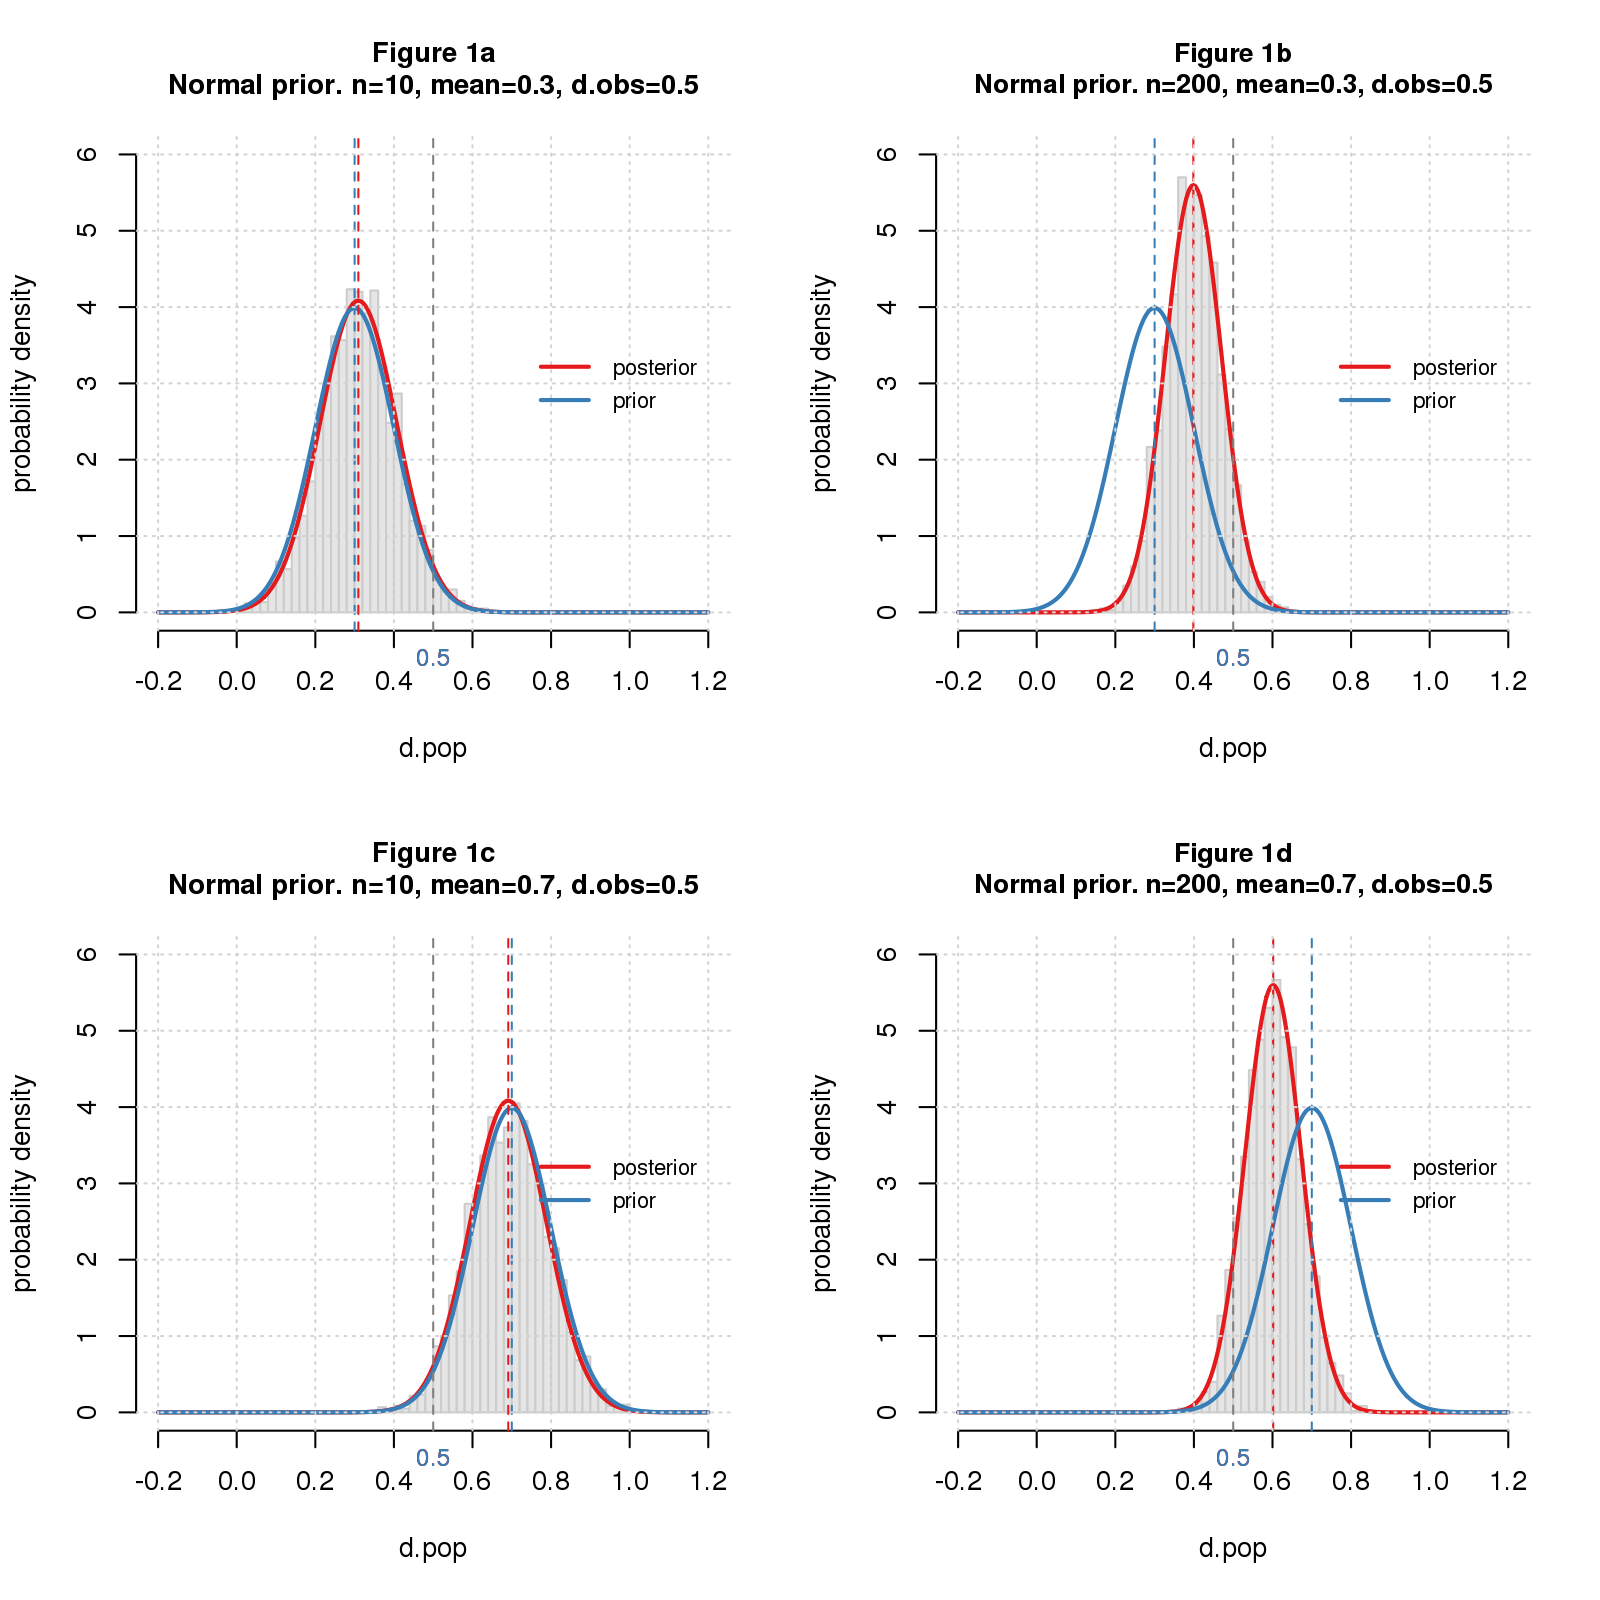 Figure 1a
Normal prior. n=10, mean=0.3, d.obs=0.5
probability density
6
5
4
3
2
1
0
posterior
prior
0.5
-0.2 0.0 0.2 0.4 0.6 0.8 1.0 1.2
d.pop
Figure 1b
Normal prior. n=200, mean=0.3, d.obs=0.5
probability density
6
5
4
3
2
1
0
posterior
prior
0.5
-0.2 0.0 0.2 0.4 0.6 0.8 1.0 1.2
d.pop
Figure 1c
Normal prior. n=10, mean=0.7, d.obs=0.5
probability density
6
5
4
3
2
1
0
posterior
prior
0.5
-0.2 0.0 0.2 0.4 0.6 0.8 1.0 1.2
d.pop
Figure 1d
Normal prior. n=200, mean=0.7, d.obs=0.5
probability density
6
5
4
3
2
1
0
posterior
prior
0.5
-0.2 0.0 0.2 0.4 0.6 0.8 1.0 1.2
d.pop